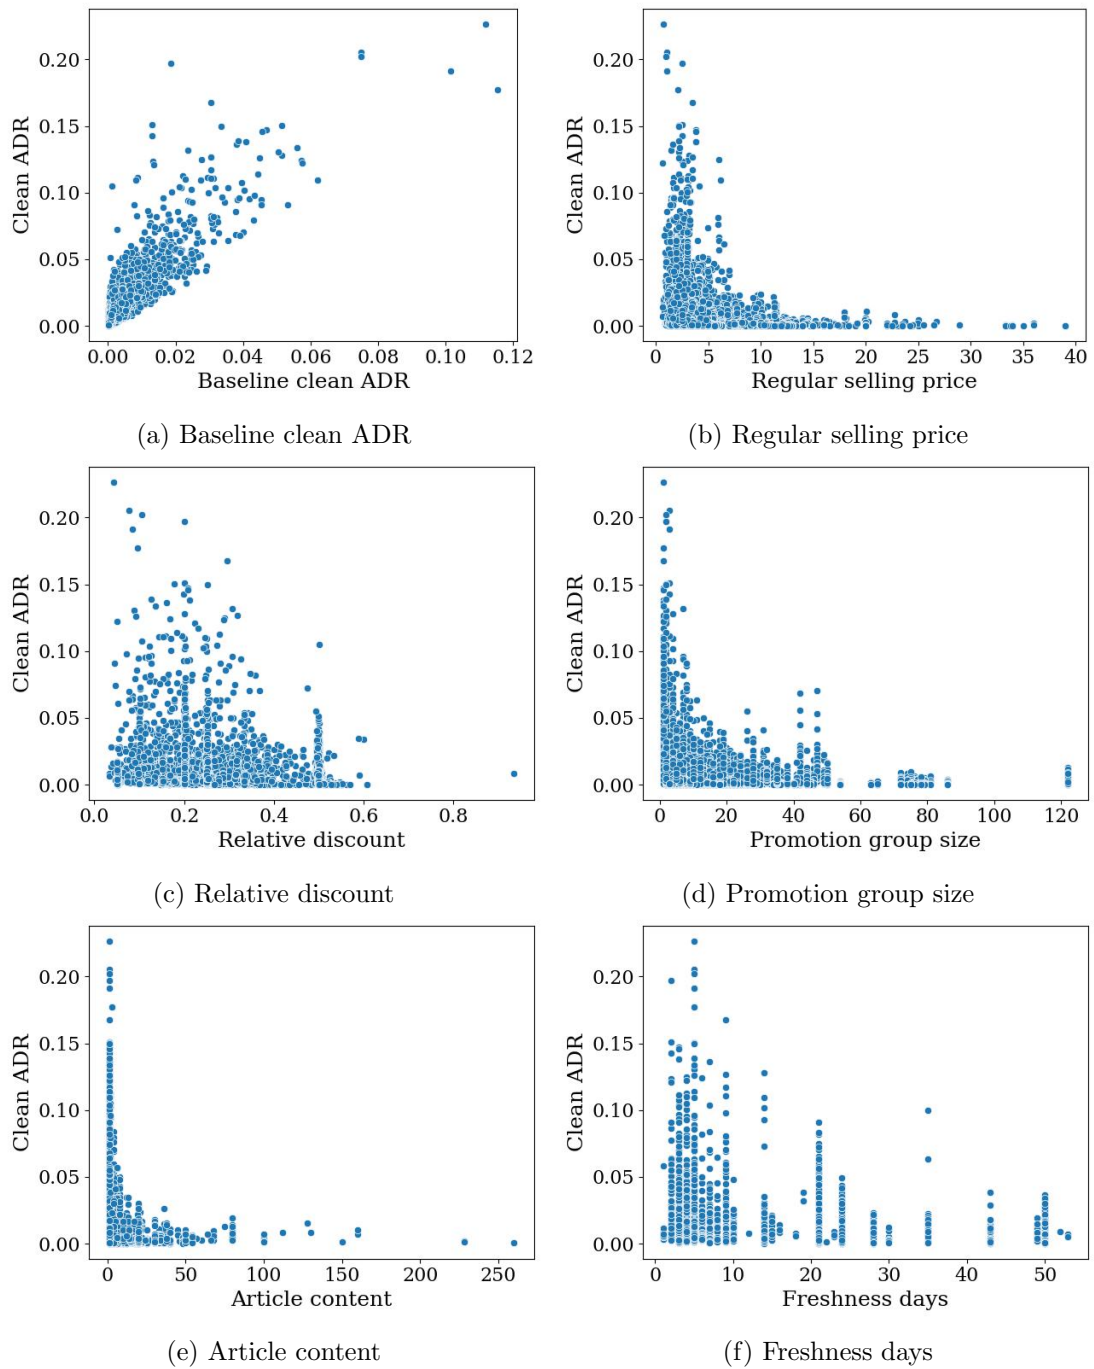 Clean ADR
0.20
0.15
0.10
0.05
0.00
0.00 0.02 0.04 0.06 0.08 0.10 0.12
Baseline clean ADR
(a) Baseline clean ADR
Clean ADR
0.20
0.15
0.10
0.05
0.00
0 5 10 15 20 25 30 35 40
Regular selling price
(b) Regular selling price
Clean ADR
0.20
0.15
0.10
0.05
0.00
0.0 0.2 0.4 0.6 0.8
Relative discount
(c) Relative discount
Clean ADR
0.20
0.15
0.10
0.05
0.00
0 20 40 60 80 100 120
Promotion group size
(d) Promotion group size
Clean ADR
0.20
0.15
0.10
0.05
0.00
0 50 100 150 200 250
Article content
(e) Article content
Clean ADR
0.20
0.15
0.10
0.05
0.00
0 10 20 30 40 50
Freshness days
(f) Freshness days